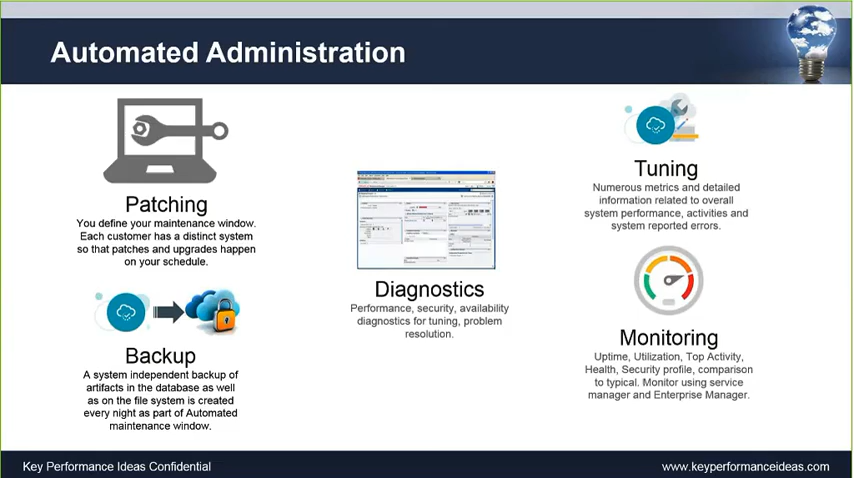 Automated Administration
Patching
You define your maintenance window.
Each customer has a distinct system
so that patches and upgrades happen
on your schedule.
Backup
A system independent backup of
artifacts in the database as well
as on the file system is created
every night as part of Automated
maintenance window.
Diagnostics
Performance, security, availability
diagnostics for tuning, problem
resolution.
Tuning
Numerous metrics and detailed
information related to overall
system performance, activities and
system reported errors.
Monitoring
Uptime, Utilization, Top Activity,
Health, Security profile, comparison
to typical. Monitor using service
manager and Enterprise Manager.
Key Performance Ideas Confidential
www.keyperformanceideas.com